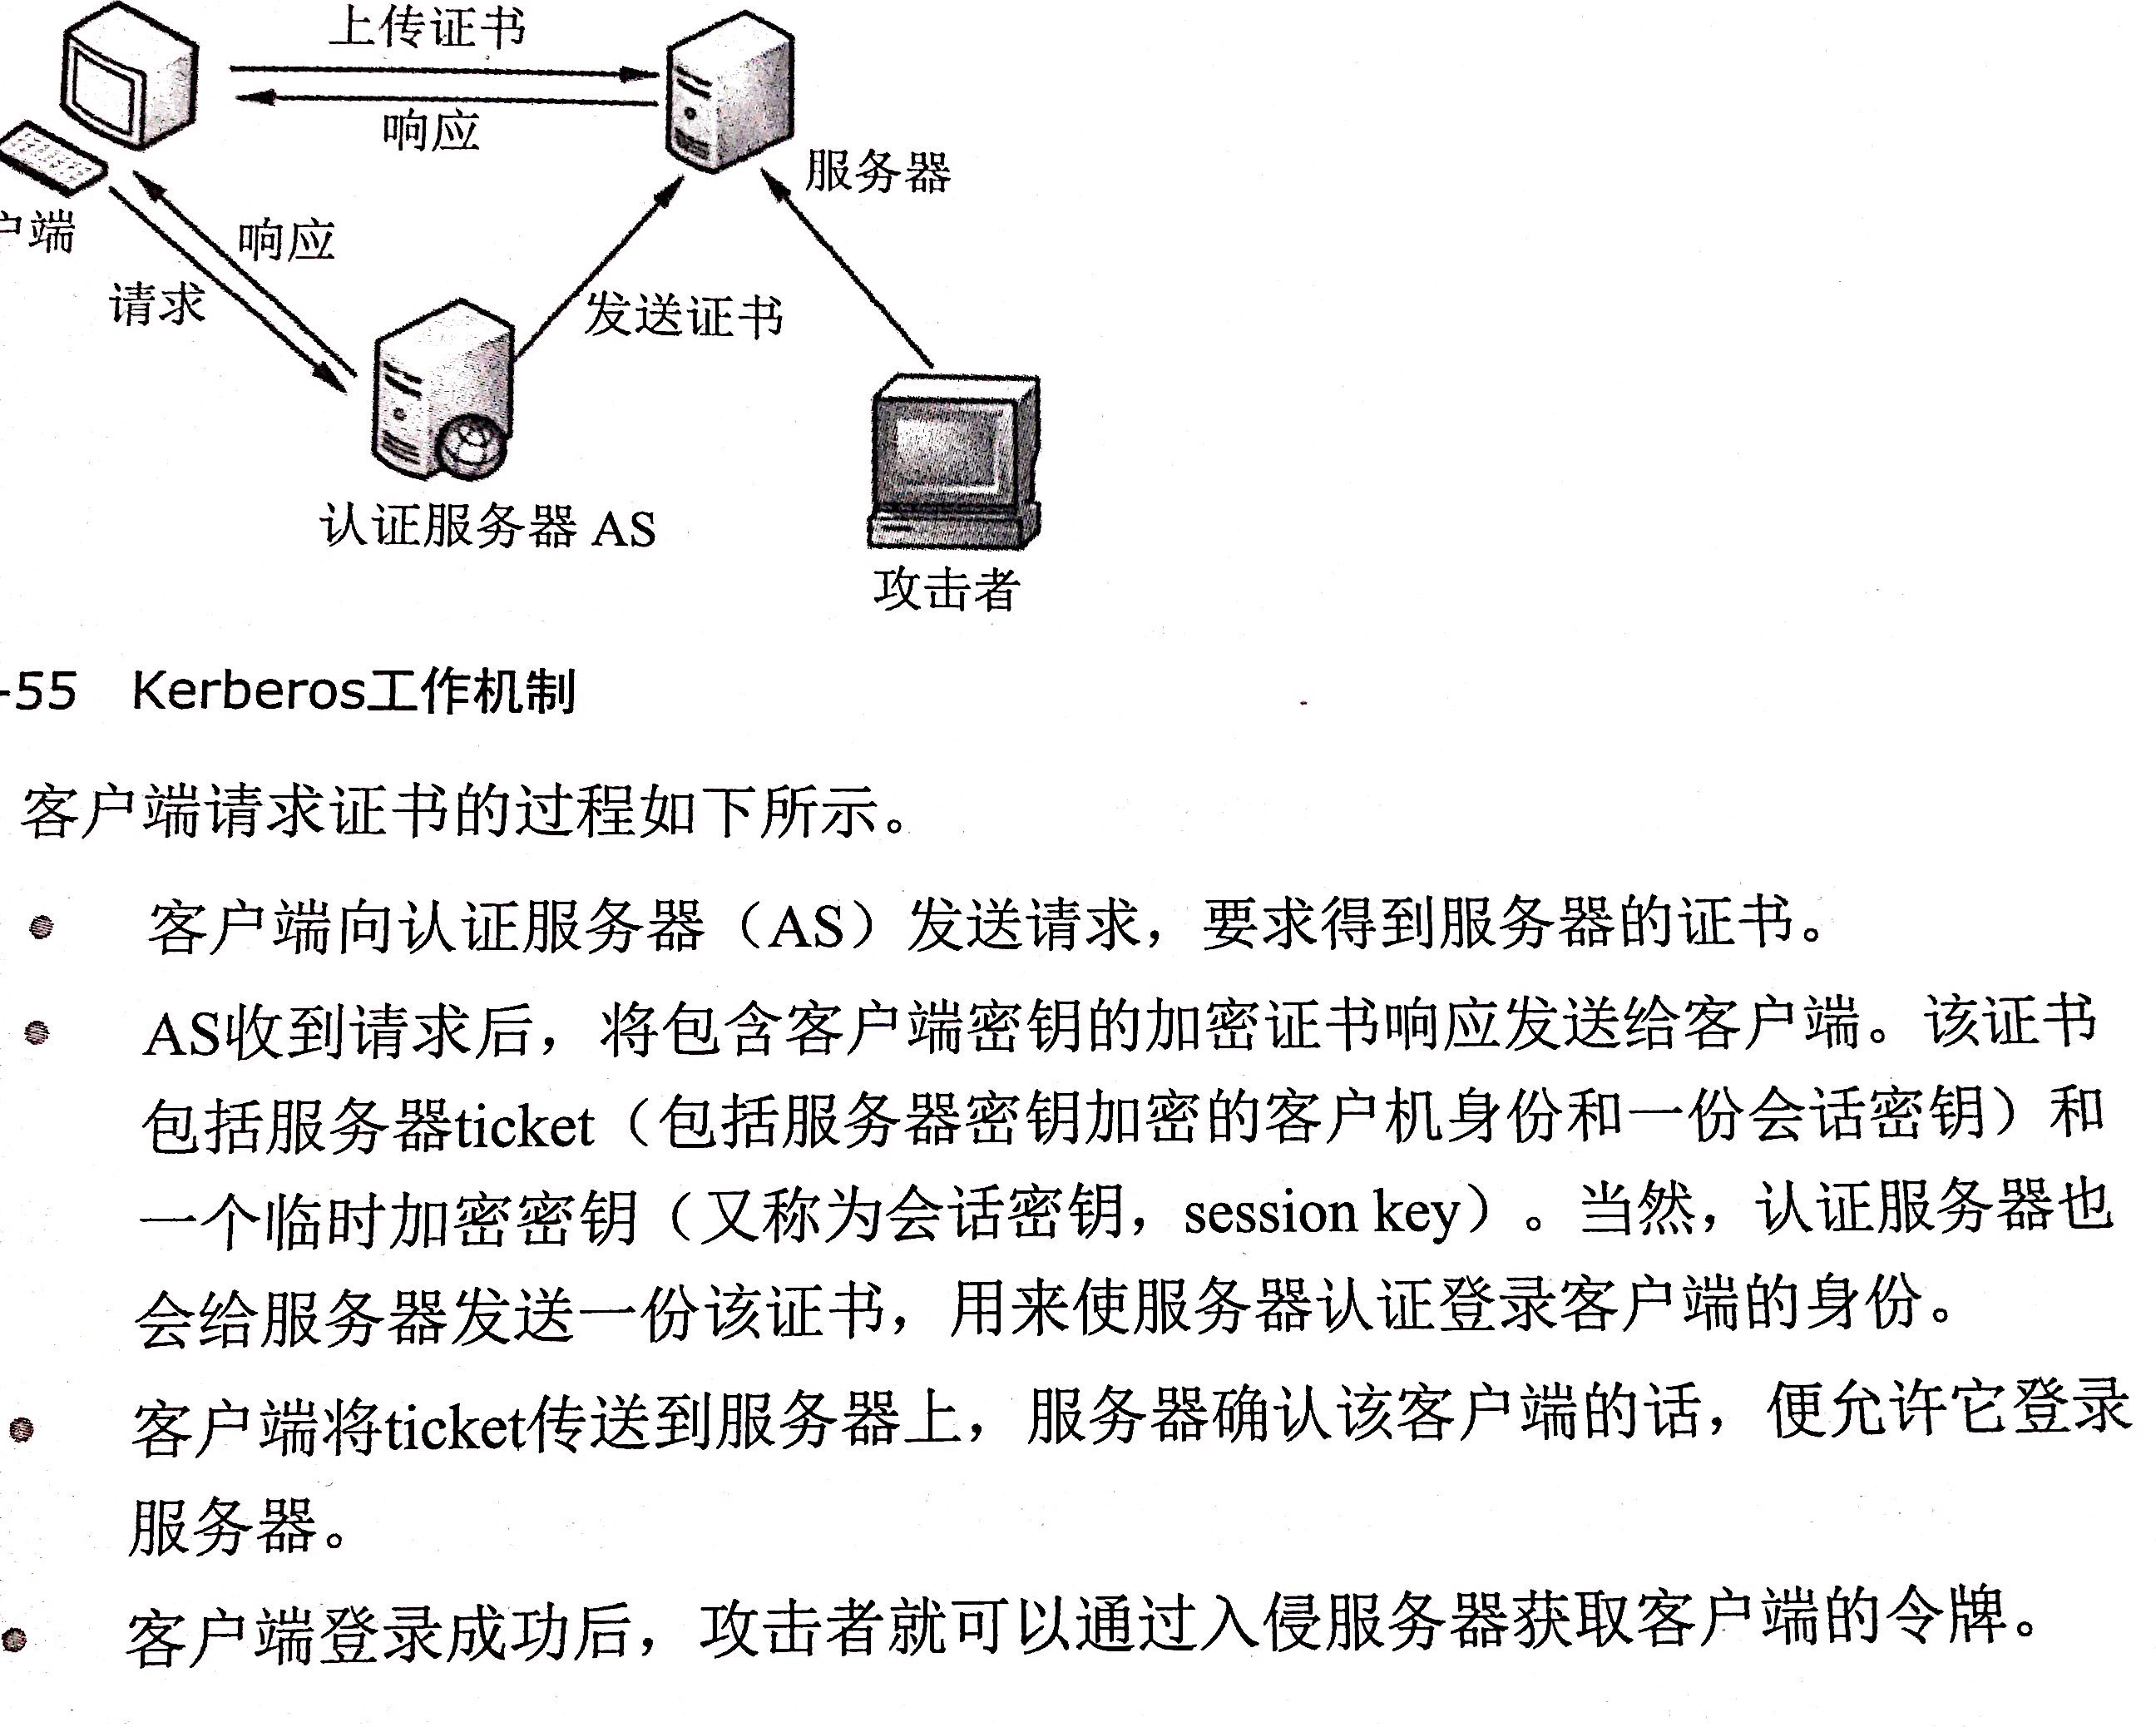 上传证书
响应
服务器
户端
响应
请求
发送证书
认证服务器 AS
攻击者
-55 Kerberos工作机制
客户端请求证书的过程如下所示。
● 客户端向认证服务器（AS）发送请求，要求得到服务器的证书。
● AS收到请求后，将包含客户端密钥的加密证书响应发送给客户端。该证书
包括服务器ticket（包括服务器密钥加密的客户机身份和一份会话密钥）和
一个临时加密密钥（又称为会话密钥，session key）。当然，认证服务器也
会给服务器发送一份该证书，用来使服务器认证登录客户端的身份。
● 客户端将ticket传送到服务器上，服务器确认该客户端的话，便允许它登录
服务器。
● 客户端登录成功后，攻击者就可以通过入侵服务器获取客户端的令牌。